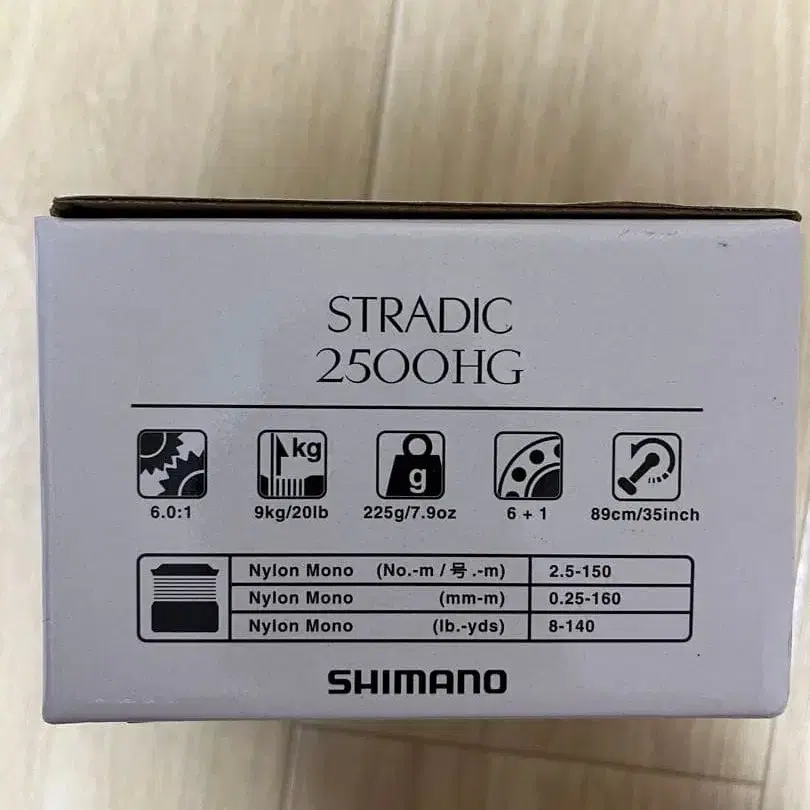 STRADIC
2500HG
kg
g
6.0:1 9kg/20lb 225g/7.9oz 6 + 1 89cm/35inch
Nylon Mono (No.-m / 号.-m) 2.5-150
Nylon Mono (mm-m) 0.25-160
Nylon Mono (lb.-yds) 8-140
SHIMANO